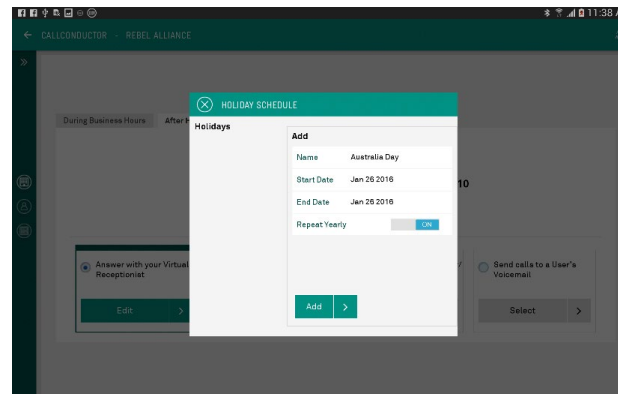 11:38
CALLCONDUCTOR - REBEL ALLIANCE
HOLIDAY SCHEDULE
During Business Hours
After H
Holidays
Add
Name Australia Day
Start Date Jan 26 2016
10
End Date Jan 26 2016
Repeat Yearly ON
Answer with your Virtual
Receptionist
Send calls to a User's
Voicemail
Add
Edit
Select